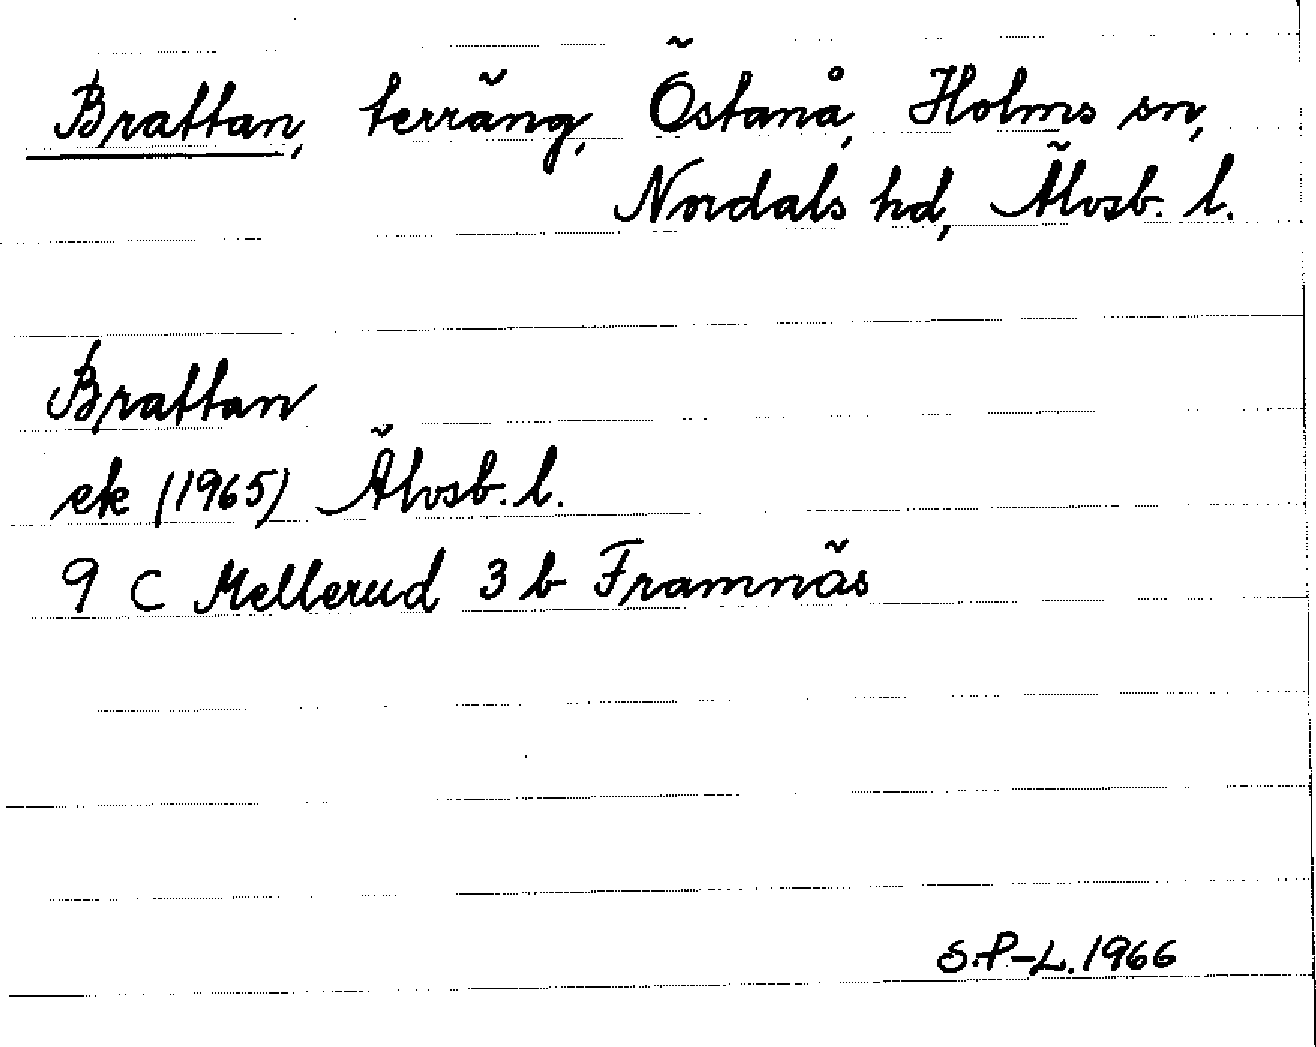 Brattan, terräng, Östanå, Holms sn,
Nordals hd, Älvsb. l.
Brattan
ek (1965) Älvsb. l.
9 C Mellerud 3 b Framnäs
S.P-L. 1966